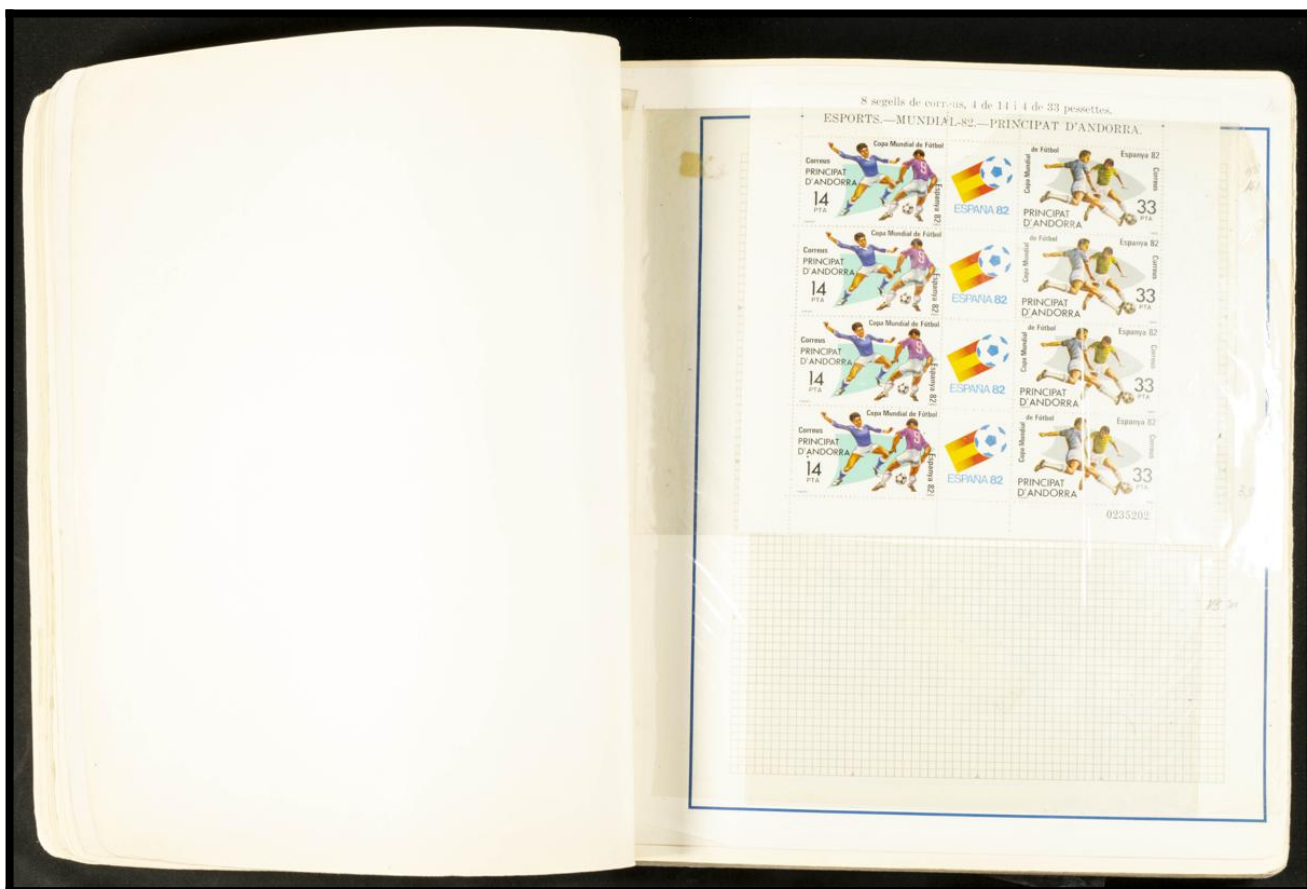 8 segells de correus, 4 de 14 i 4 de 33 pessettes.
ESPORTS.—MUNDIAL-82.—PRINCIPAT D'ANDORRA.
Copa Mundial de Fútbol
Correus
PRINCIPAT
D'ANDORRA
14
PTA
Espanya 82
ESPAÑA 82
Copa Mundial
de Fútbol
Espanya 82
Correus
PRINCIPAT
D'ANDORRA
33
PTA
Copa Mundial de Fútbol
Correus
PRINCIPAT
D'ANDORRA
14
PTA
Espanya 82
ESPAÑA 82
Copa Mundial
de Fútbol
Espanya 82
Correus
PRINCIPAT
D'ANDORRA
33
PTA
Copa Mundial de Fútbol
Correus
PRINCIPAT
D'ANDORRA
14
PTA
Espanya 82
ESPAÑA 82
Copa Mundial
de Fútbol
Espanya 82
Correus
PRINCIPAT
D'ANDORRA
33
PTA
Copa Mundial de Fútbol
Correus
PRINCIPAT
D'ANDORRA
14
PTA
Espanya 82
ESPAÑA 82
Copa Mundial
de Fútbol
Espanya 82
Correus
PRINCIPAT
D'ANDORRA
33
PTA
0235202